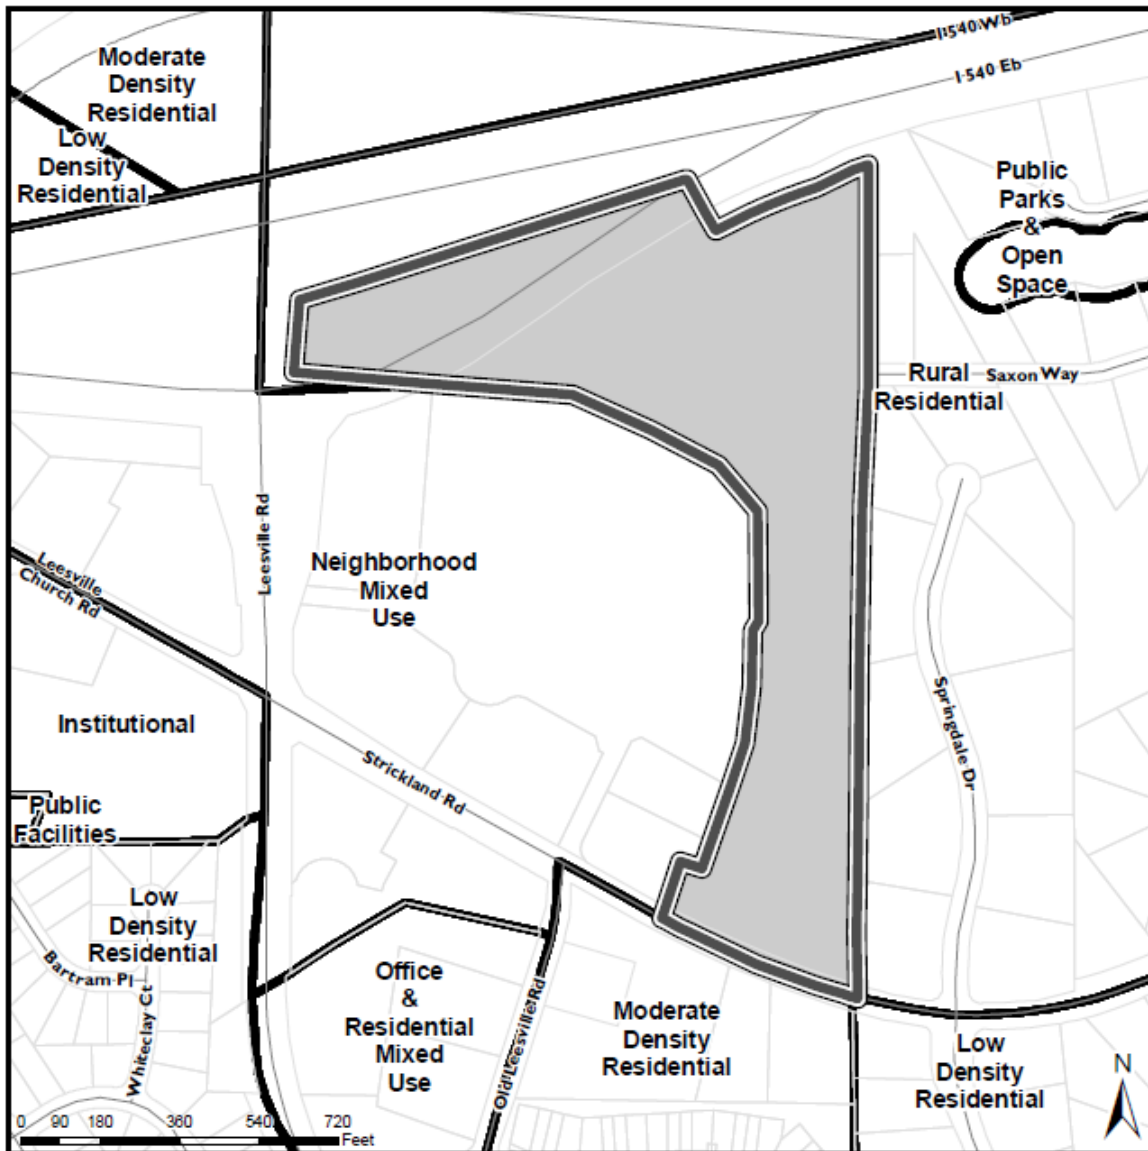 I 540 Wb
I 540 Eb
Moderate
Density
Residential
Low
Density
Residential
Public
Parks
&
Open
Space
Rural
Residential
Saxon Way
Leesville Rd
Neighborhood
Mixed
Use
Leesville
Church Rd
Springdale Dr
Institutional
Strickland Rd
Public
Facilities
Low
Density
Residential
Bartram Pl
Whiteclay Ct
Office
&
Residential
Mixed
Use
Old Leesville Rd
Moderate
Density
Residential
Low
Density
Residential
N
0 90 180 360 540 720
Feet